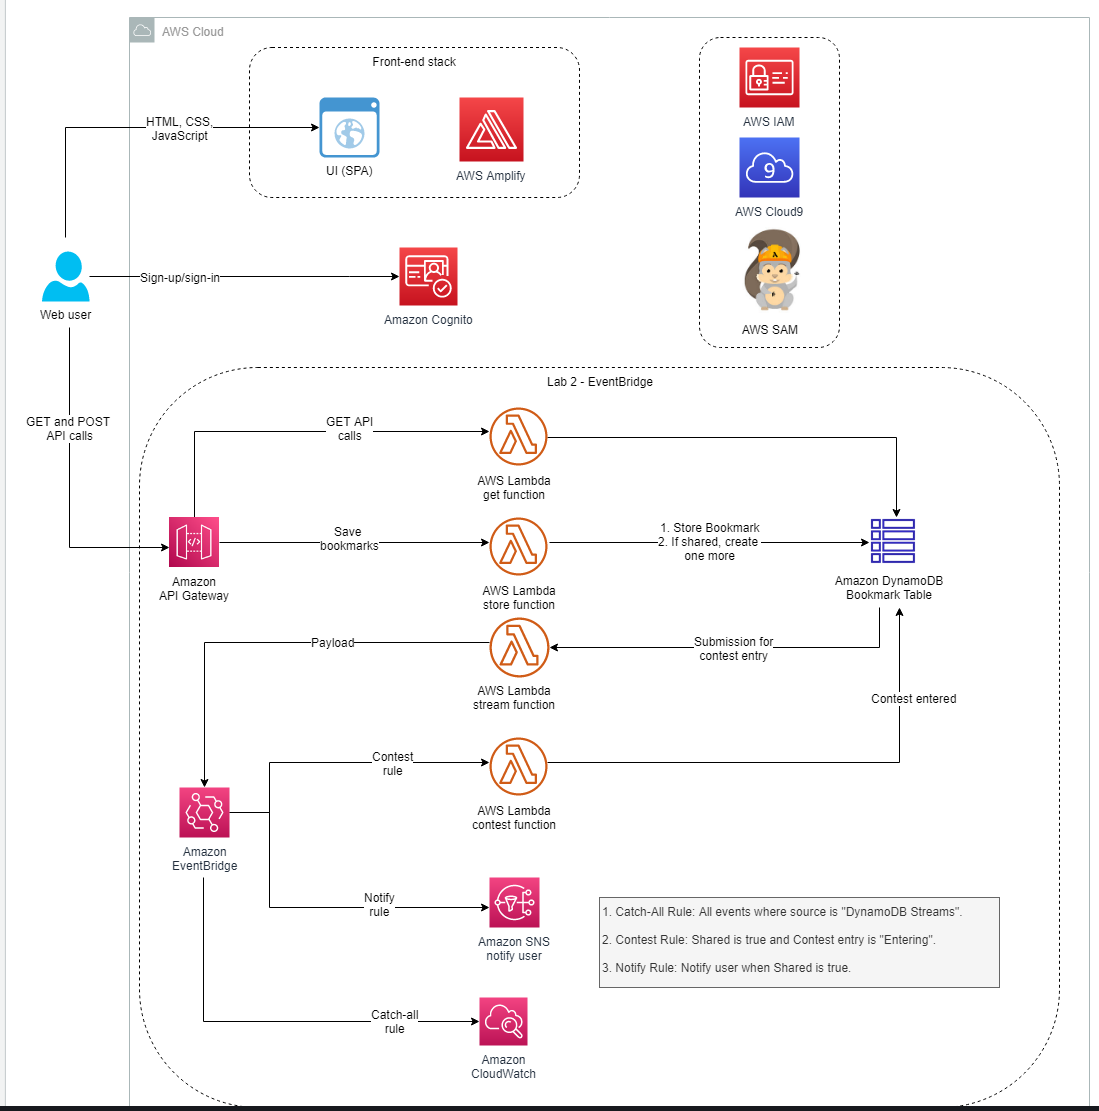 AWS Cloud
Front-end stack
HTML, CSS,
JavaScript
UI (SPA)
AWS Amplify
AWS IAM
9
AWS Cloud9
AWS SAM
Web user
Sign-up/sign-in
Amazon Cognito
Lab 2 - EventBridge
GET and POST
API calls
GET API
calls
AWS Lambda
get function
Amazon
API Gateway
Save
bookmarks
AWS Lambda
store function
1. Store Bookmark
2. If shared, create
one more
Amazon DynamoDB
Bookmark Table
Payload
AWS Lambda
stream function
Submission for
contest entry
Contest entered
Contest
rule
AWS Lambda
contest function
Amazon
EventBridge
Notify
rule
Amazon SNS
notify user
1. Catch-All Rule: All events where source is "DynamoDB Streams".
2. Contest Rule: Shared is true and Contest entry is "Entering".
3. Notify Rule: Notify user when Shared is true.
Catch-all
rule
Amazon
CloudWatch